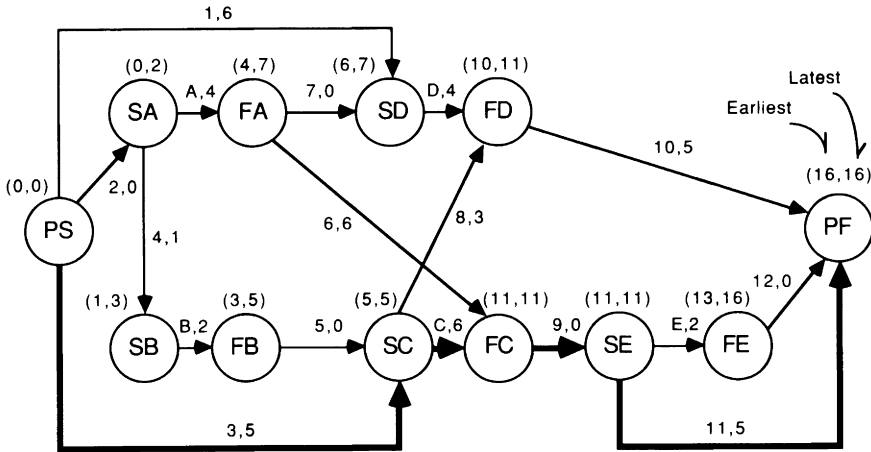 1,6
(0,2)
(4,7)
(6,7)
(10,11)
Latest
Earliest
A,4
7,0
D,4
SA
FA
SD
FD
10,5
(0,0)
2,0
(16,16)
PS
4,1
6,6
8,3
PF
(1,3)
(3,5)
(5,5)
(11,11)
(11,11)
(13,16)
12,0
B,2
5,0
C,6
9,0
E,2
SB
FB
SC
FC
SE
FE
3,5
11,5